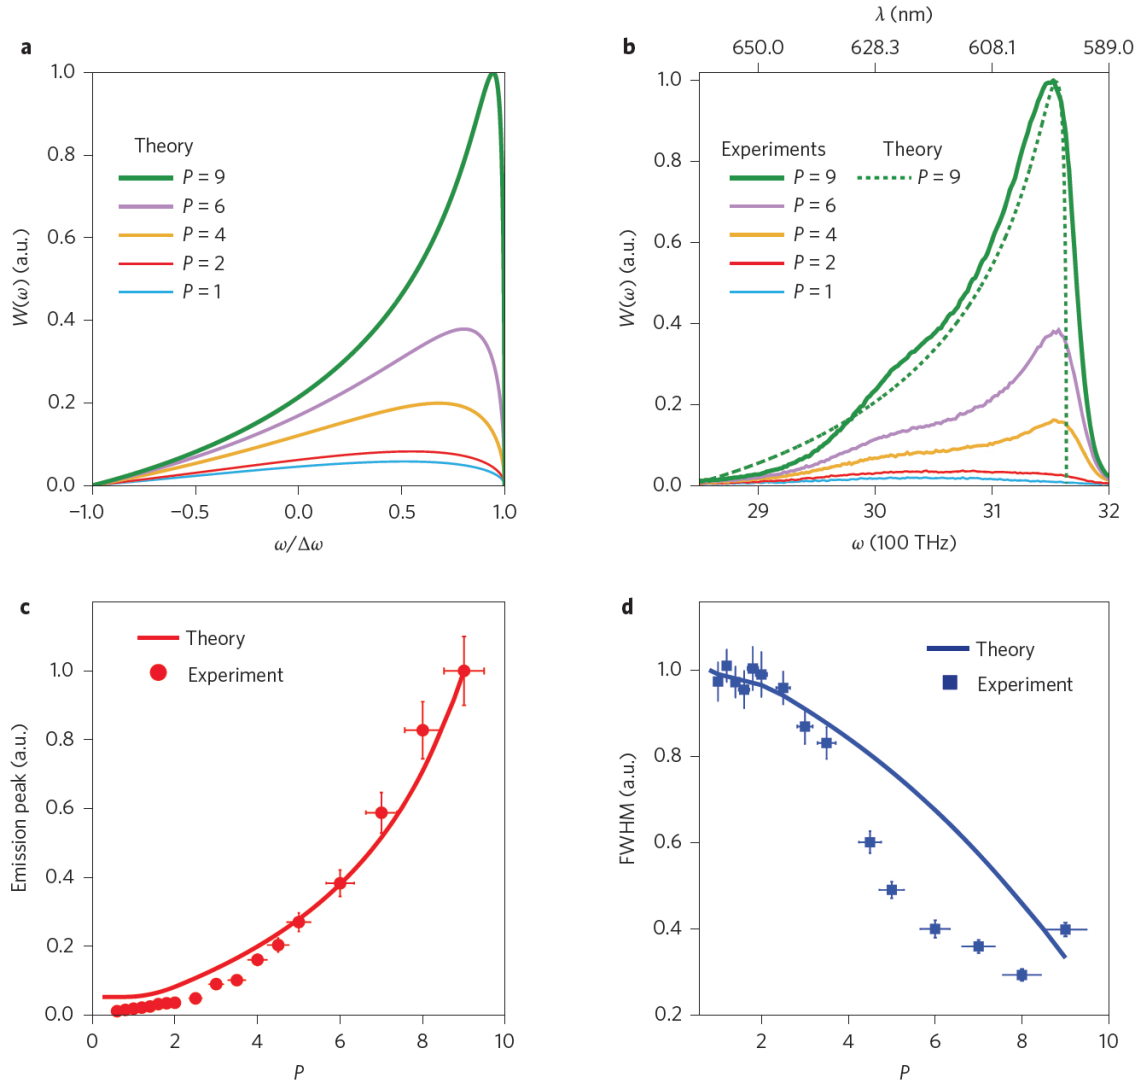 a
1.0
0.8
0.6
0.4
0.2
0.0
W(ω) (a.u.)
Theory
P = 9
P = 6
P = 4
P = 2
P = 1
−1.0 −0.5 0.0 0.5 1.0
ω/Δω
b
λ (nm)
650.0 628.3 608.1 589.0
1.0
0.8
0.6
0.4
0.2
0.0
W(ω) (a.u.)
Experiments Theory
P = 9 P = 9
P = 6
P = 4
P = 2
P = 1
29 30 31 32
ω (100 THz)
c
1.0
0.8
0.6
0.4
0.2
0.0
Emission peak (a.u.)
Theory
Experiment
0 2 4 6 8 10
P
d
1.0
0.8
0.6
0.4
0.2
FWHM (a.u.)
Theory
Experiment
2 4 6 8 10
P